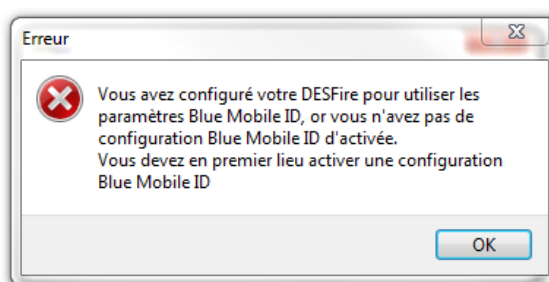 Erreur
Vous avez configuré votre DESFire pour utiliser les
paramètres Blue Mobile ID, or vous n'avez pas de
configuration Blue Mobile ID d'activée.
Vous devez en premier lieu activer une configuration
Blue Mobile ID
OK